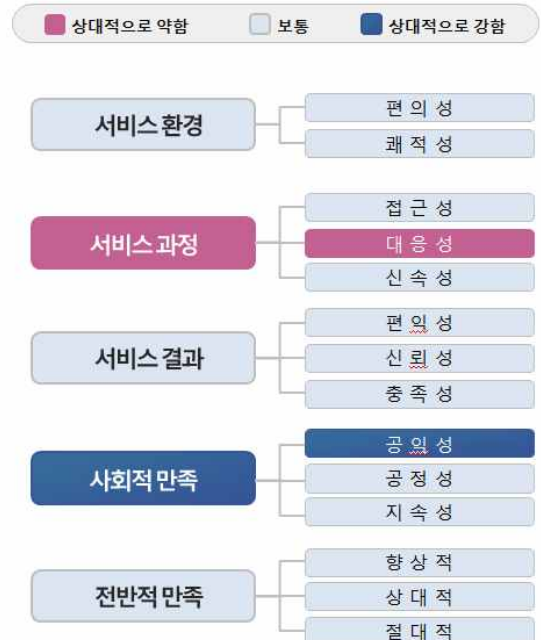 상대적으로 약함 보통 상대적으로 강함
서비스 환경
편 의 성
쾌 적 성
서비스 과정
접 근 성
대 응 성
신 속 성
서비스 결과
편 익 성
신 뢰 성
충 족 성
사회적 만족
공 익 성
공 정 성
지 속 성
전반적 만족
향 상 적
상 대 적
절 대 적